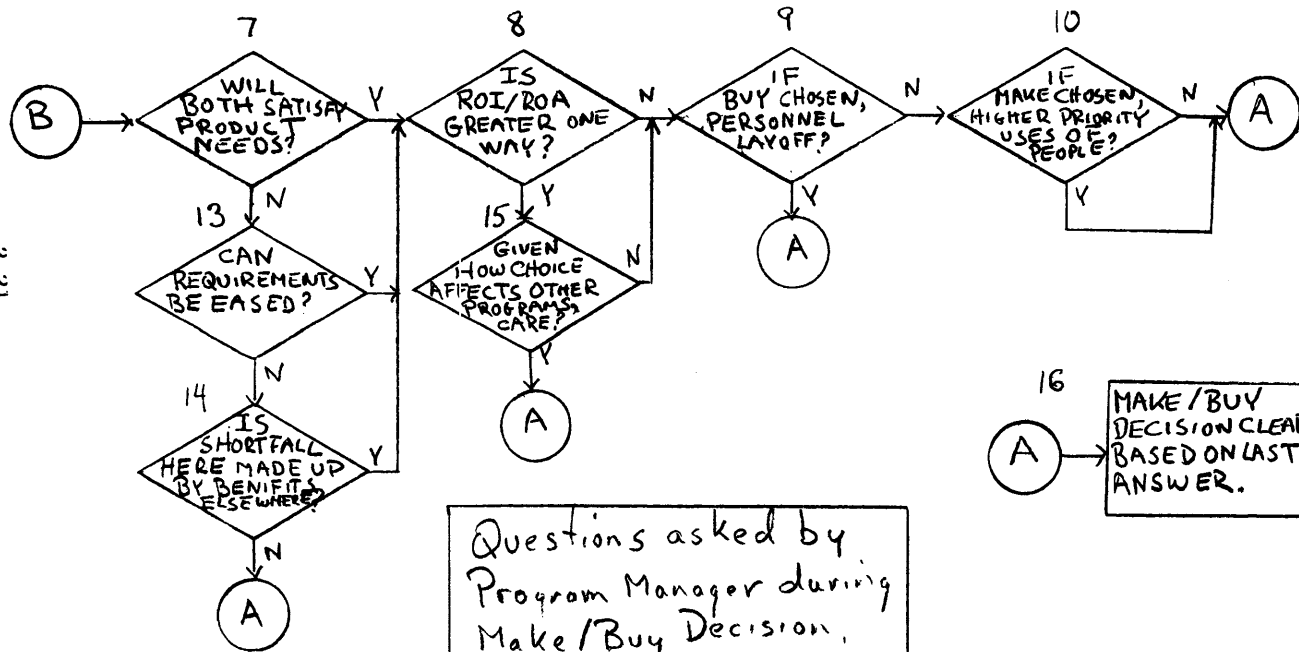 7
8
9
10
B
WILL
BOTH SATISFY
PRODUCT
NEEDS?
Y
N
IS
ROI/ROA
GREATER ONE
WAY?
N
Y
IF
BUY CHOSEN,
PERSONNEL
LAYOFF?
N
Y
A
IF
MAKE CHOSEN,
HIGHER PRIORITY
USES OF
PEOPLE?
N
Y
A
13
CAN
REQUIREMENTS
BE EASED?
Y
N
15
GIVEN
HOW CHOICE
AFFECTS OTHER
PROGRAMS,
CARE?
N
Y
A
14
IS
SHORTFALL
HERE MADE UP
BY BENIFITS
ELSEWHERE?
Y
N
A
16
A
MAKE/BUY
DECISION CLEAR
BASED ON LAST
ANSWER.
Questions asked by
Program Manager during
Make/Buy Decision.